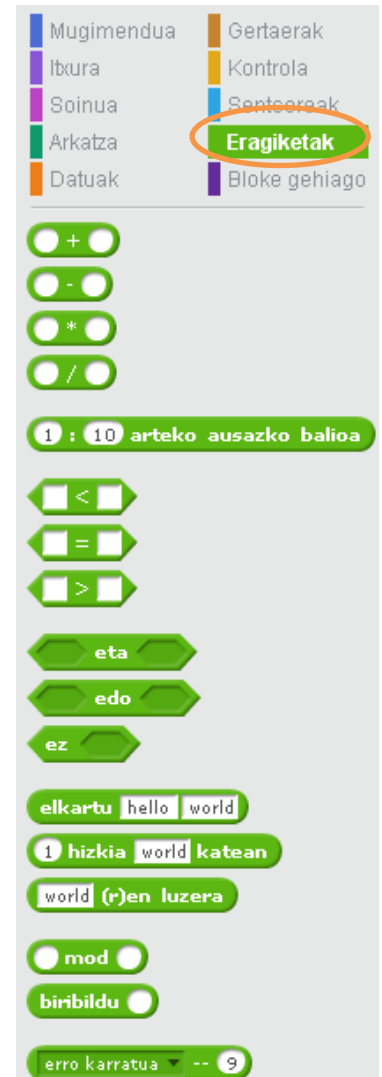 Mugimendua Gertaerak
Itxura Kontrola
Soinua Sentsoreak
Arkatza Eragiketak
Datuak Bloke gehiago
+
-
*
/
1 : 10 arteko ausazko balioa
<
=
>
eta
edo
ez
elkartu hello world
1 hizkia world katean
world (r)en luzera
mod
biribildu
erro karratua -- 9